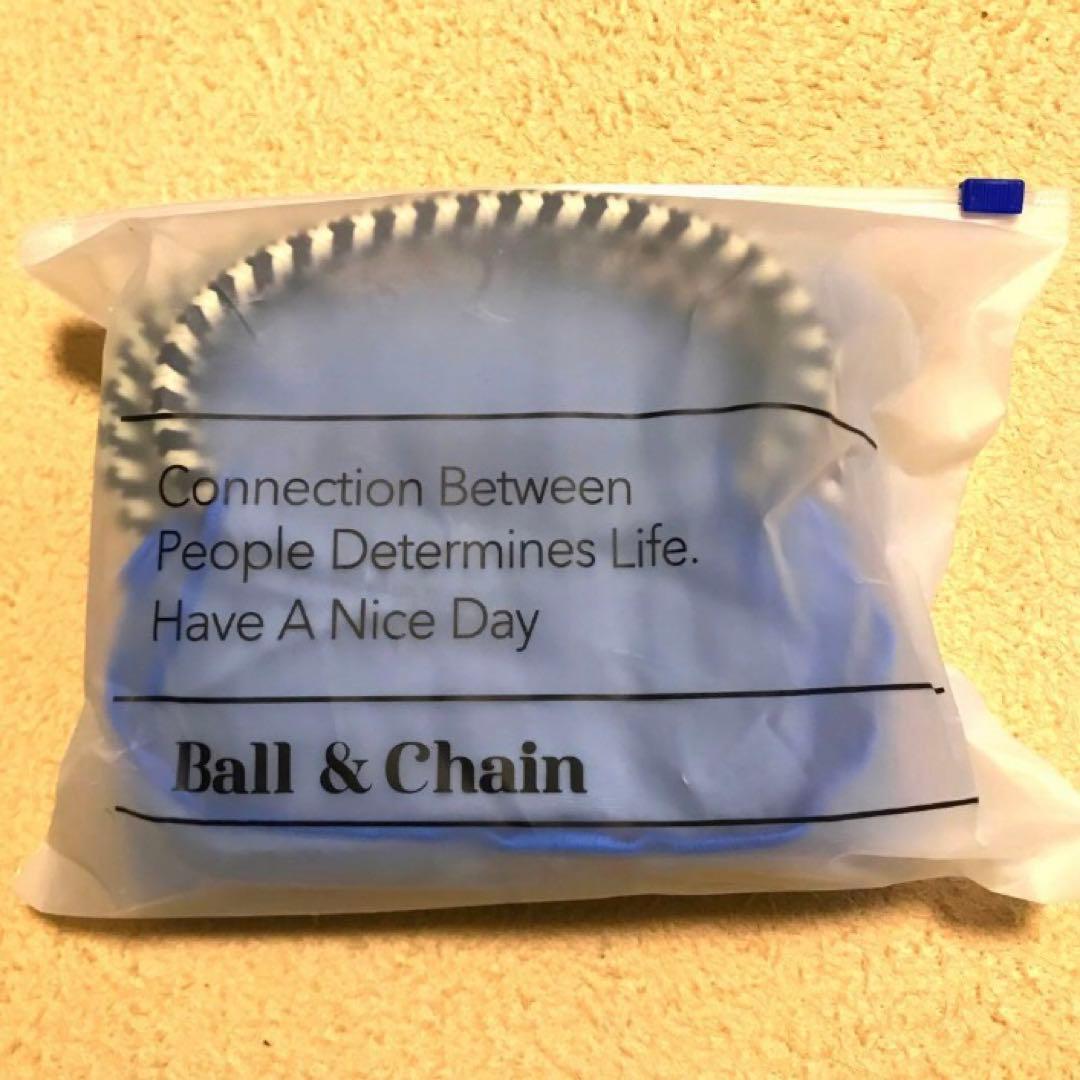 Connection Between
People Determines Life.
Have A Nice Day
Ball & Chain